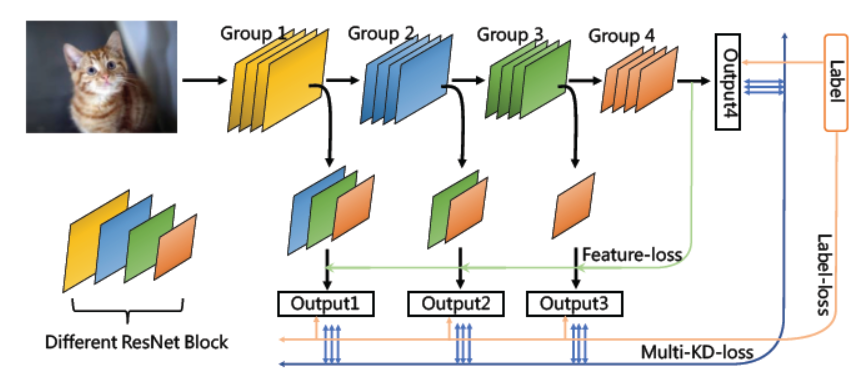 Group 1
Group 2
Group 3
Group 4
Output4
Label
Feature-loss
Label-loss
Output1
Output2
Output3
Different ResNet Block
Multi-KD-loss